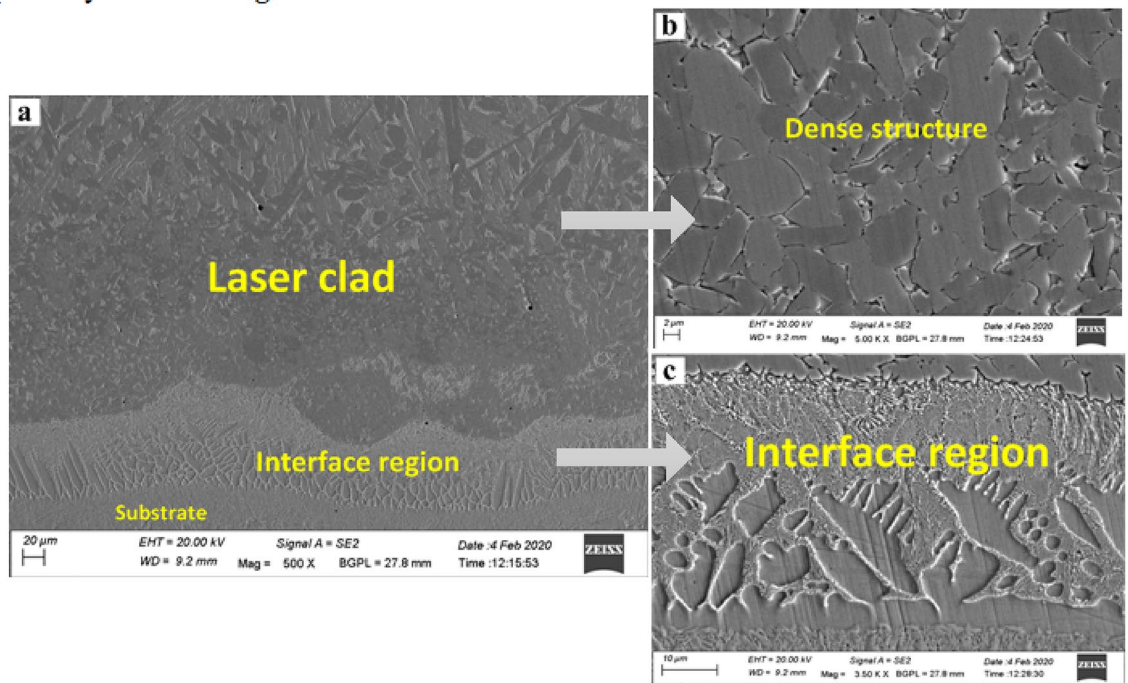 a
Laser clad
Interface region
Substrate
20 µm
EHT = 20.00 kV
Signal A = SE2
Date :4 Feb 2020
WD = 9.2 mm
Mag = 500 X
BGPL = 27.8 mm
Time :12:15:53
ZEISS
b
Dense structure
2 µm
EHT = 20.00 kV
Signal A = SE2
Date :4 Feb 2020
WD = 9.2 mm
Mag = 5.00 K X
BGPL = 27.8 mm
Time :12:24:53
ZEISS
c
Interface region
10 µm
EHT = 20.00 kV
Signal A = SE2
Date :4 Feb 2020
WD = 9.2 mm
Mag = 3.50 K X
BGPL = 27.8 mm
Time :12:28:30
ZEISS